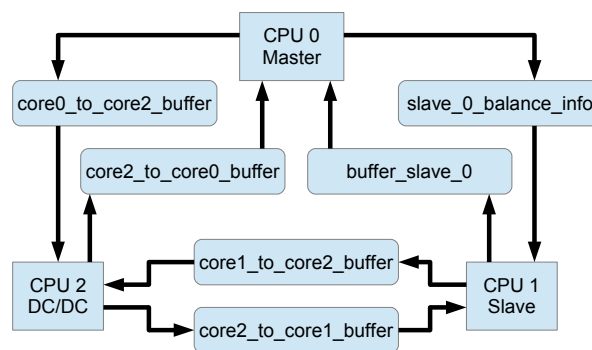 CPU 0
Master
core0_to_core2_buffer
slave_0_balance_info
core2_to_core0_buffer
buffer_slave_0
core1_to_core2_buffer
CPU 2
DC/DC
CPU 1
Slave
core2_to_core1_buffer